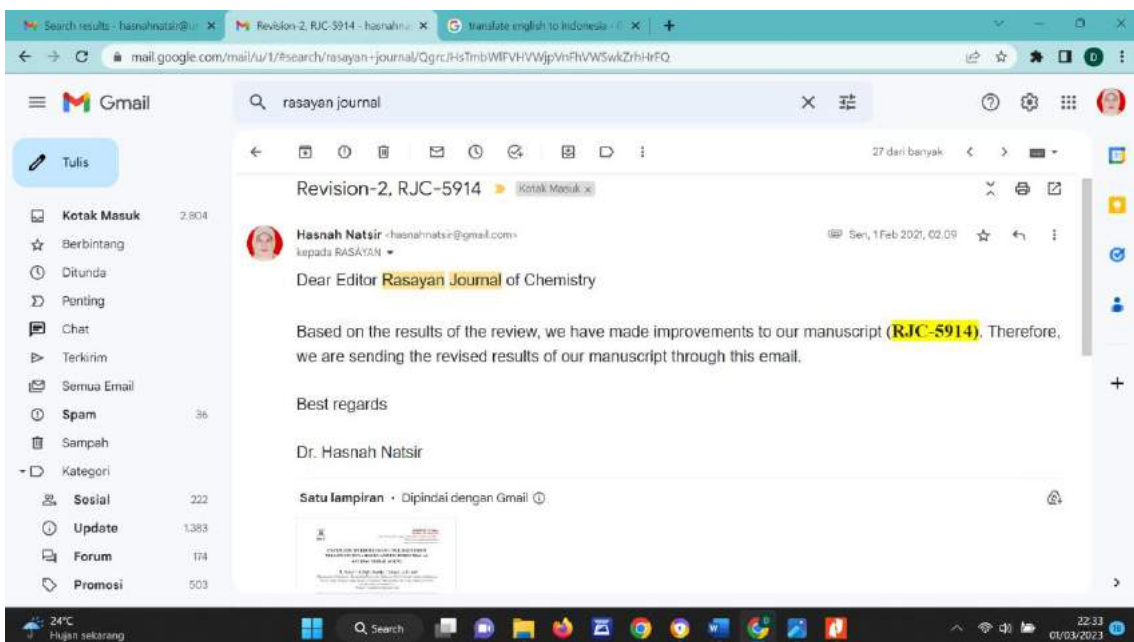 Search results - hasnahnatsir@u
Revision-2, RJC-5914 - hasnahna
translate english to indonesia -
mail.google.com/mail/u/1/#search/rasayan+journal/
Gmail
rasayan journal
Tulis
27 dari banyak
Revision-2, RJC-5914
Kotak Masuk x
Kotak Masuk 2.804
Berbintang
Ditunda
Penting
Chat
Terkirim
Semua Email
Spam 36
Sampah
Kategori
Sosial 222
Update 1.383
Forum 174
Promosi 503
Hasnah Natsir <hasnahnatsir@gmail.com>
Sen, 1 Feb 2021, 02.09
kepada RASAYAN
Dear Editor Rasayan Journal of Chemistry
Based on the results of the review, we have made improvements to our manuscript (RJC-5914). Therefore,
we are sending the revised results of our manuscript through this email.
Best regards
Dr. Hasnah Natsir
Satu lampiran • Dipindai dengan Gmail
24°C
Hujan sekarang
Search
22:33
01/03/2023